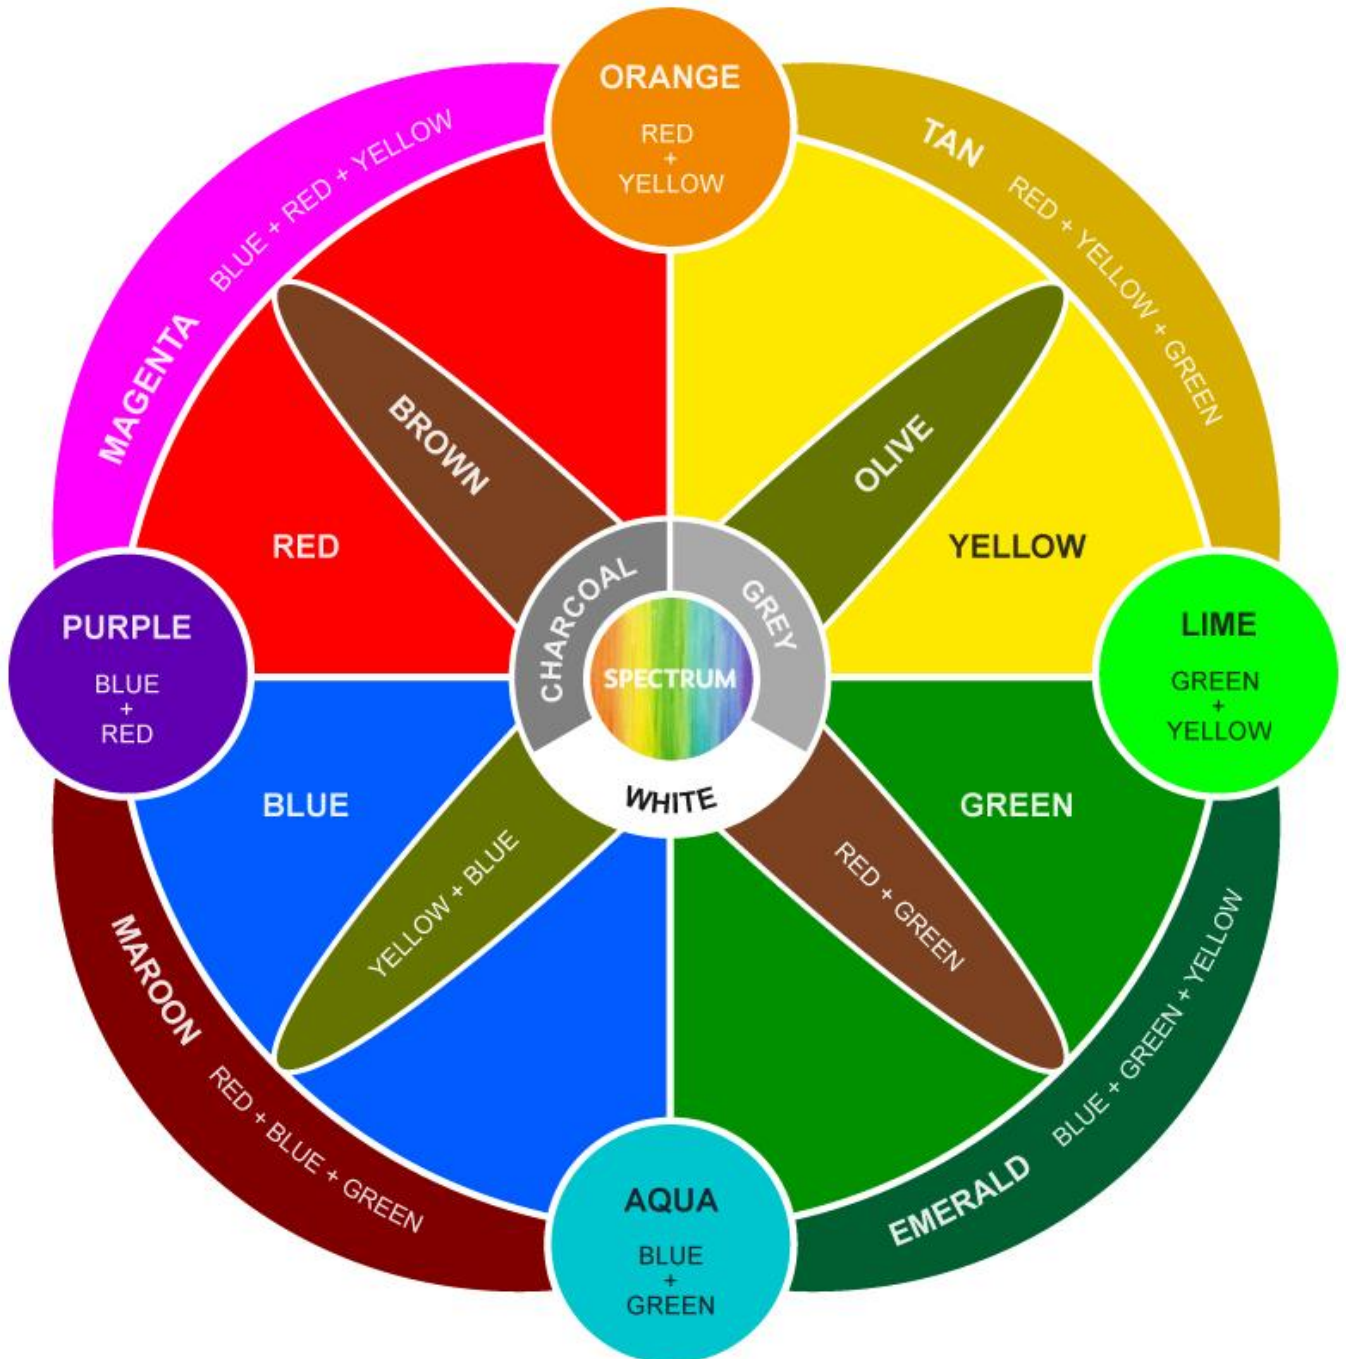 ORANGE
RED
+
YELLOW
TAN RED + YELLOW + GREEN
MAGENTA BLUE + RED + YELLOW
BROWN
OLIVE
RED
YELLOW
CHARCOAL
GREY
SPECTRUM
WHITE
PURPLE
BLUE
+
RED
LIME
GREEN
+
YELLOW
BLUE
GREEN
YELLOW + BLUE
RED + GREEN
MAROON RED + BLUE + GREEN
EMERALD BLUE + GREEN + YELLOW
AQUA
BLUE
+
GREEN